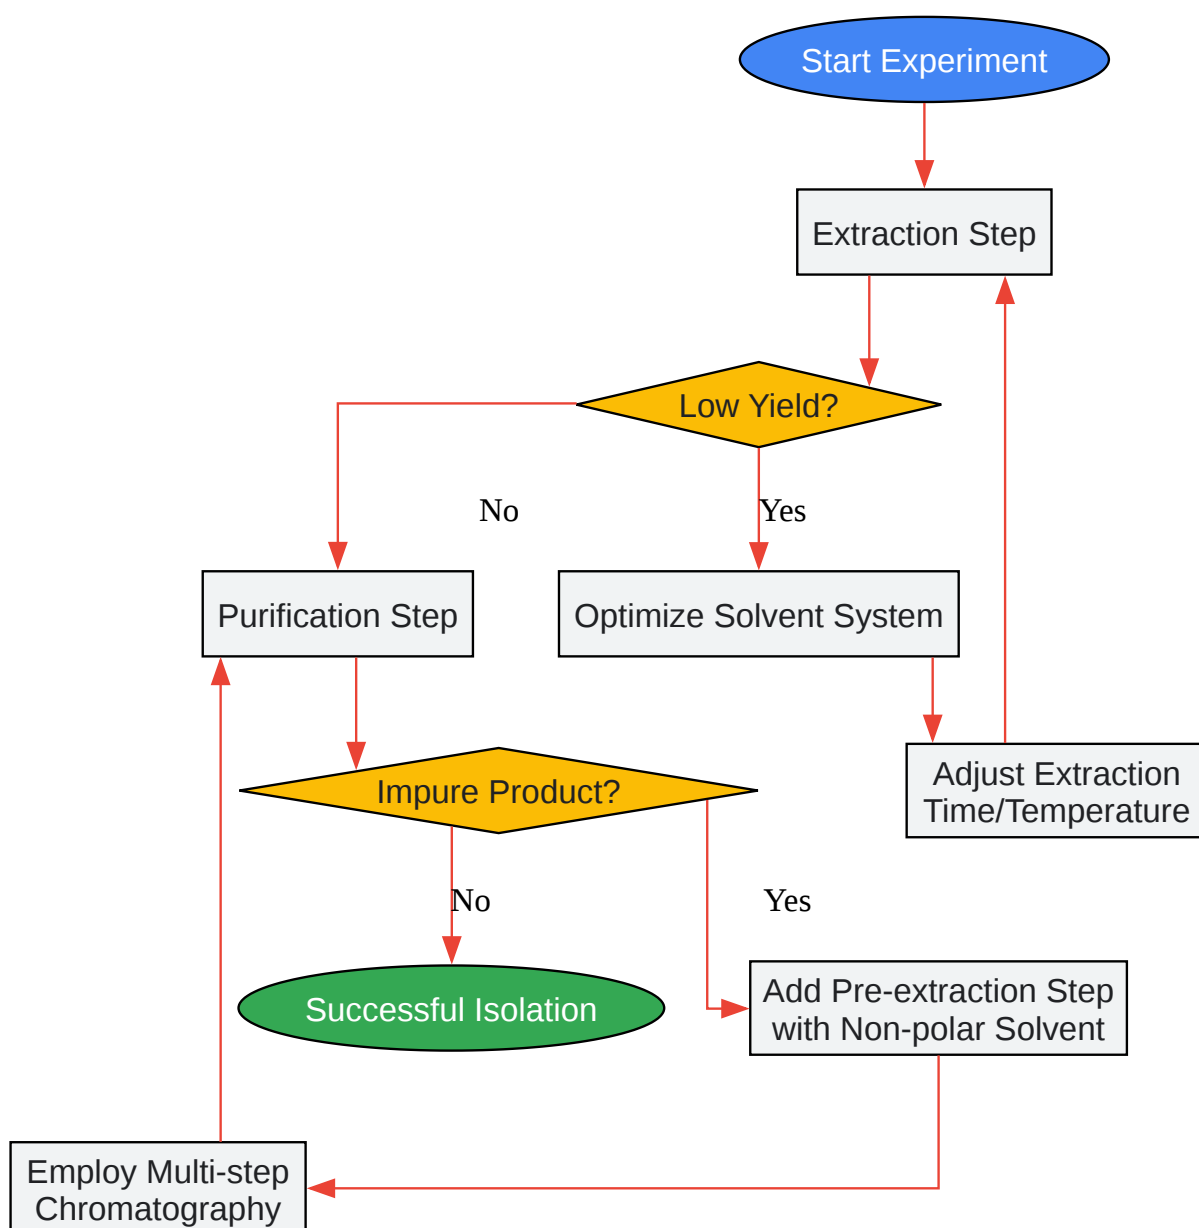 Start Experiment
Extraction Step
Low Yield?
No
Yes
Purification Step
Optimize Solvent System
Adjust Extraction
Time/Temperature
Impure Product?
No
Yes
Successful Isolation
Add Pre-extraction Step
with Non-polar Solvent
Employ Multi-step
Chromatography